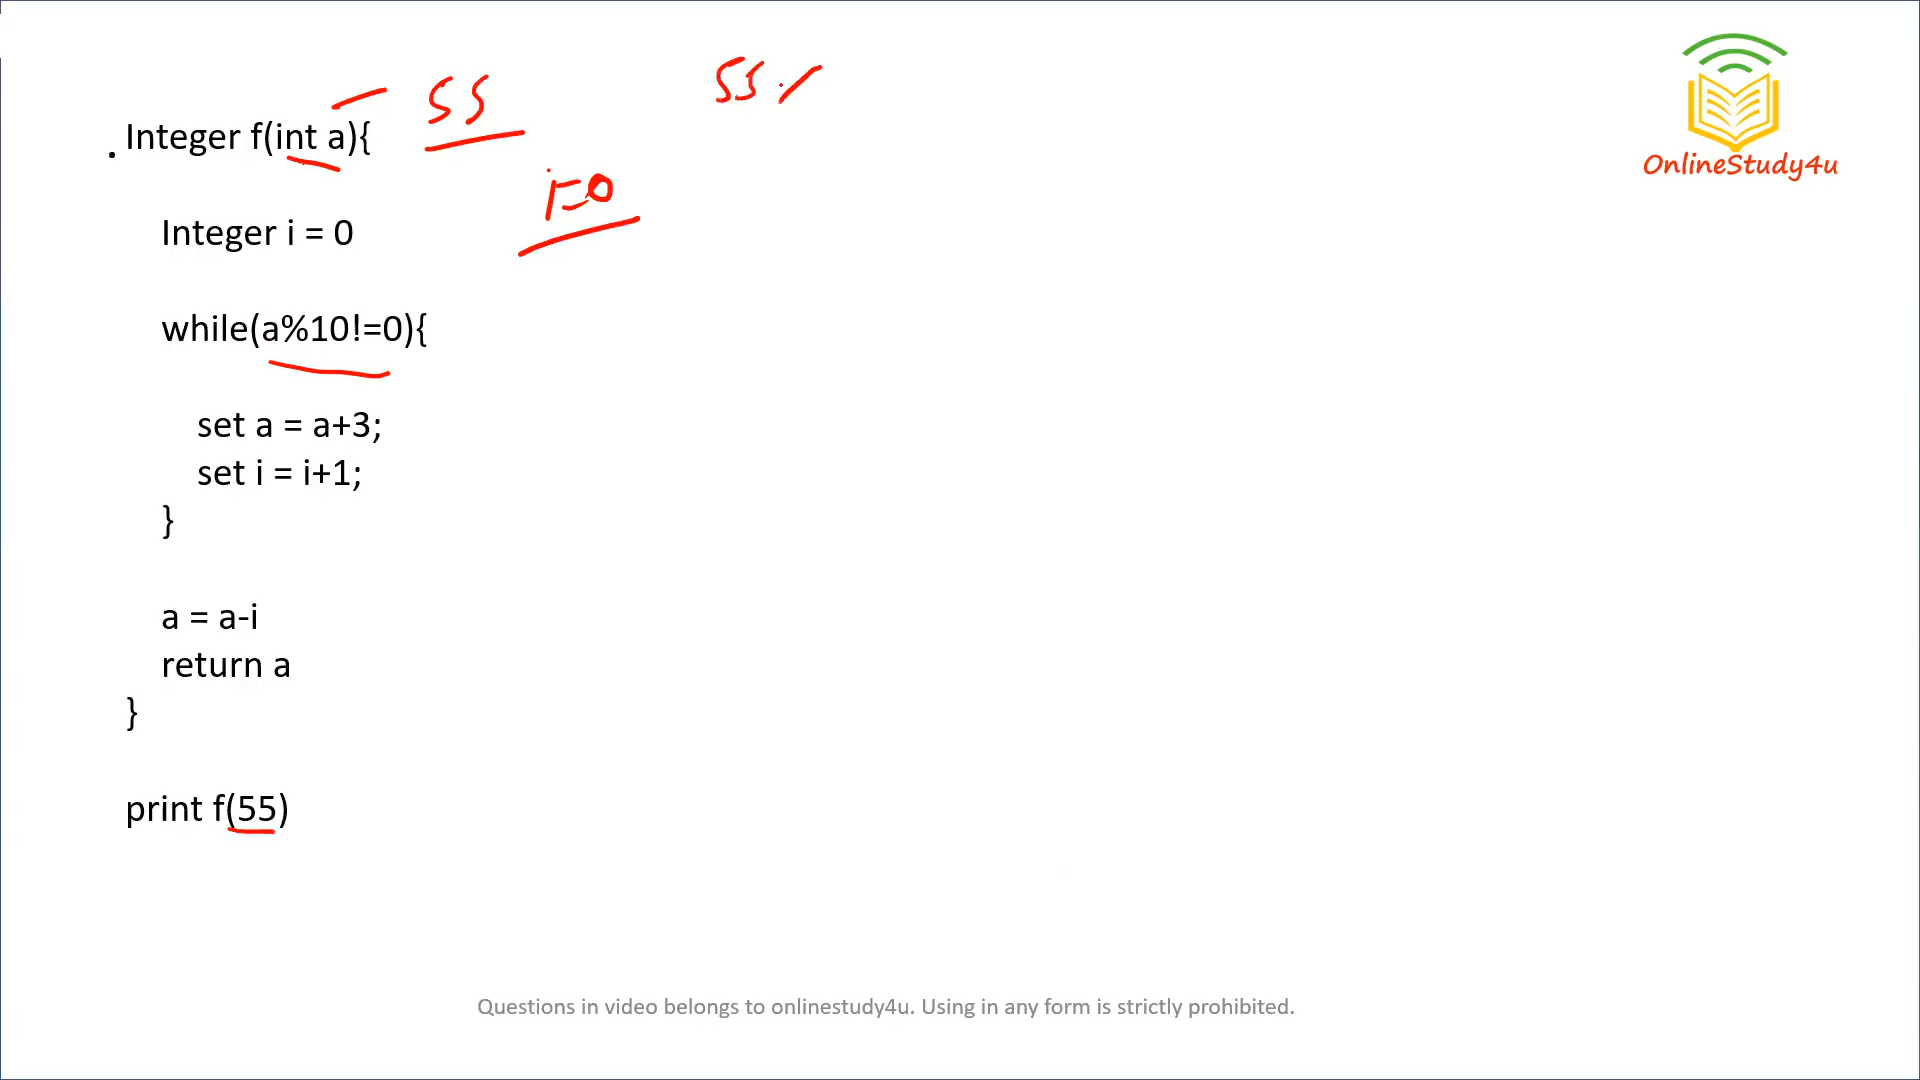 55 55 %
Integer f(int a){
i=0
Integer i = 0
while(a%10!=0){
set a = a+3;
set i = i+1;
}
a = a-i
return a
}
print f(55)
OnlineStudy4u
Questions in video belongs to onlinestudy4u. Using in any form is strictly prohibited.